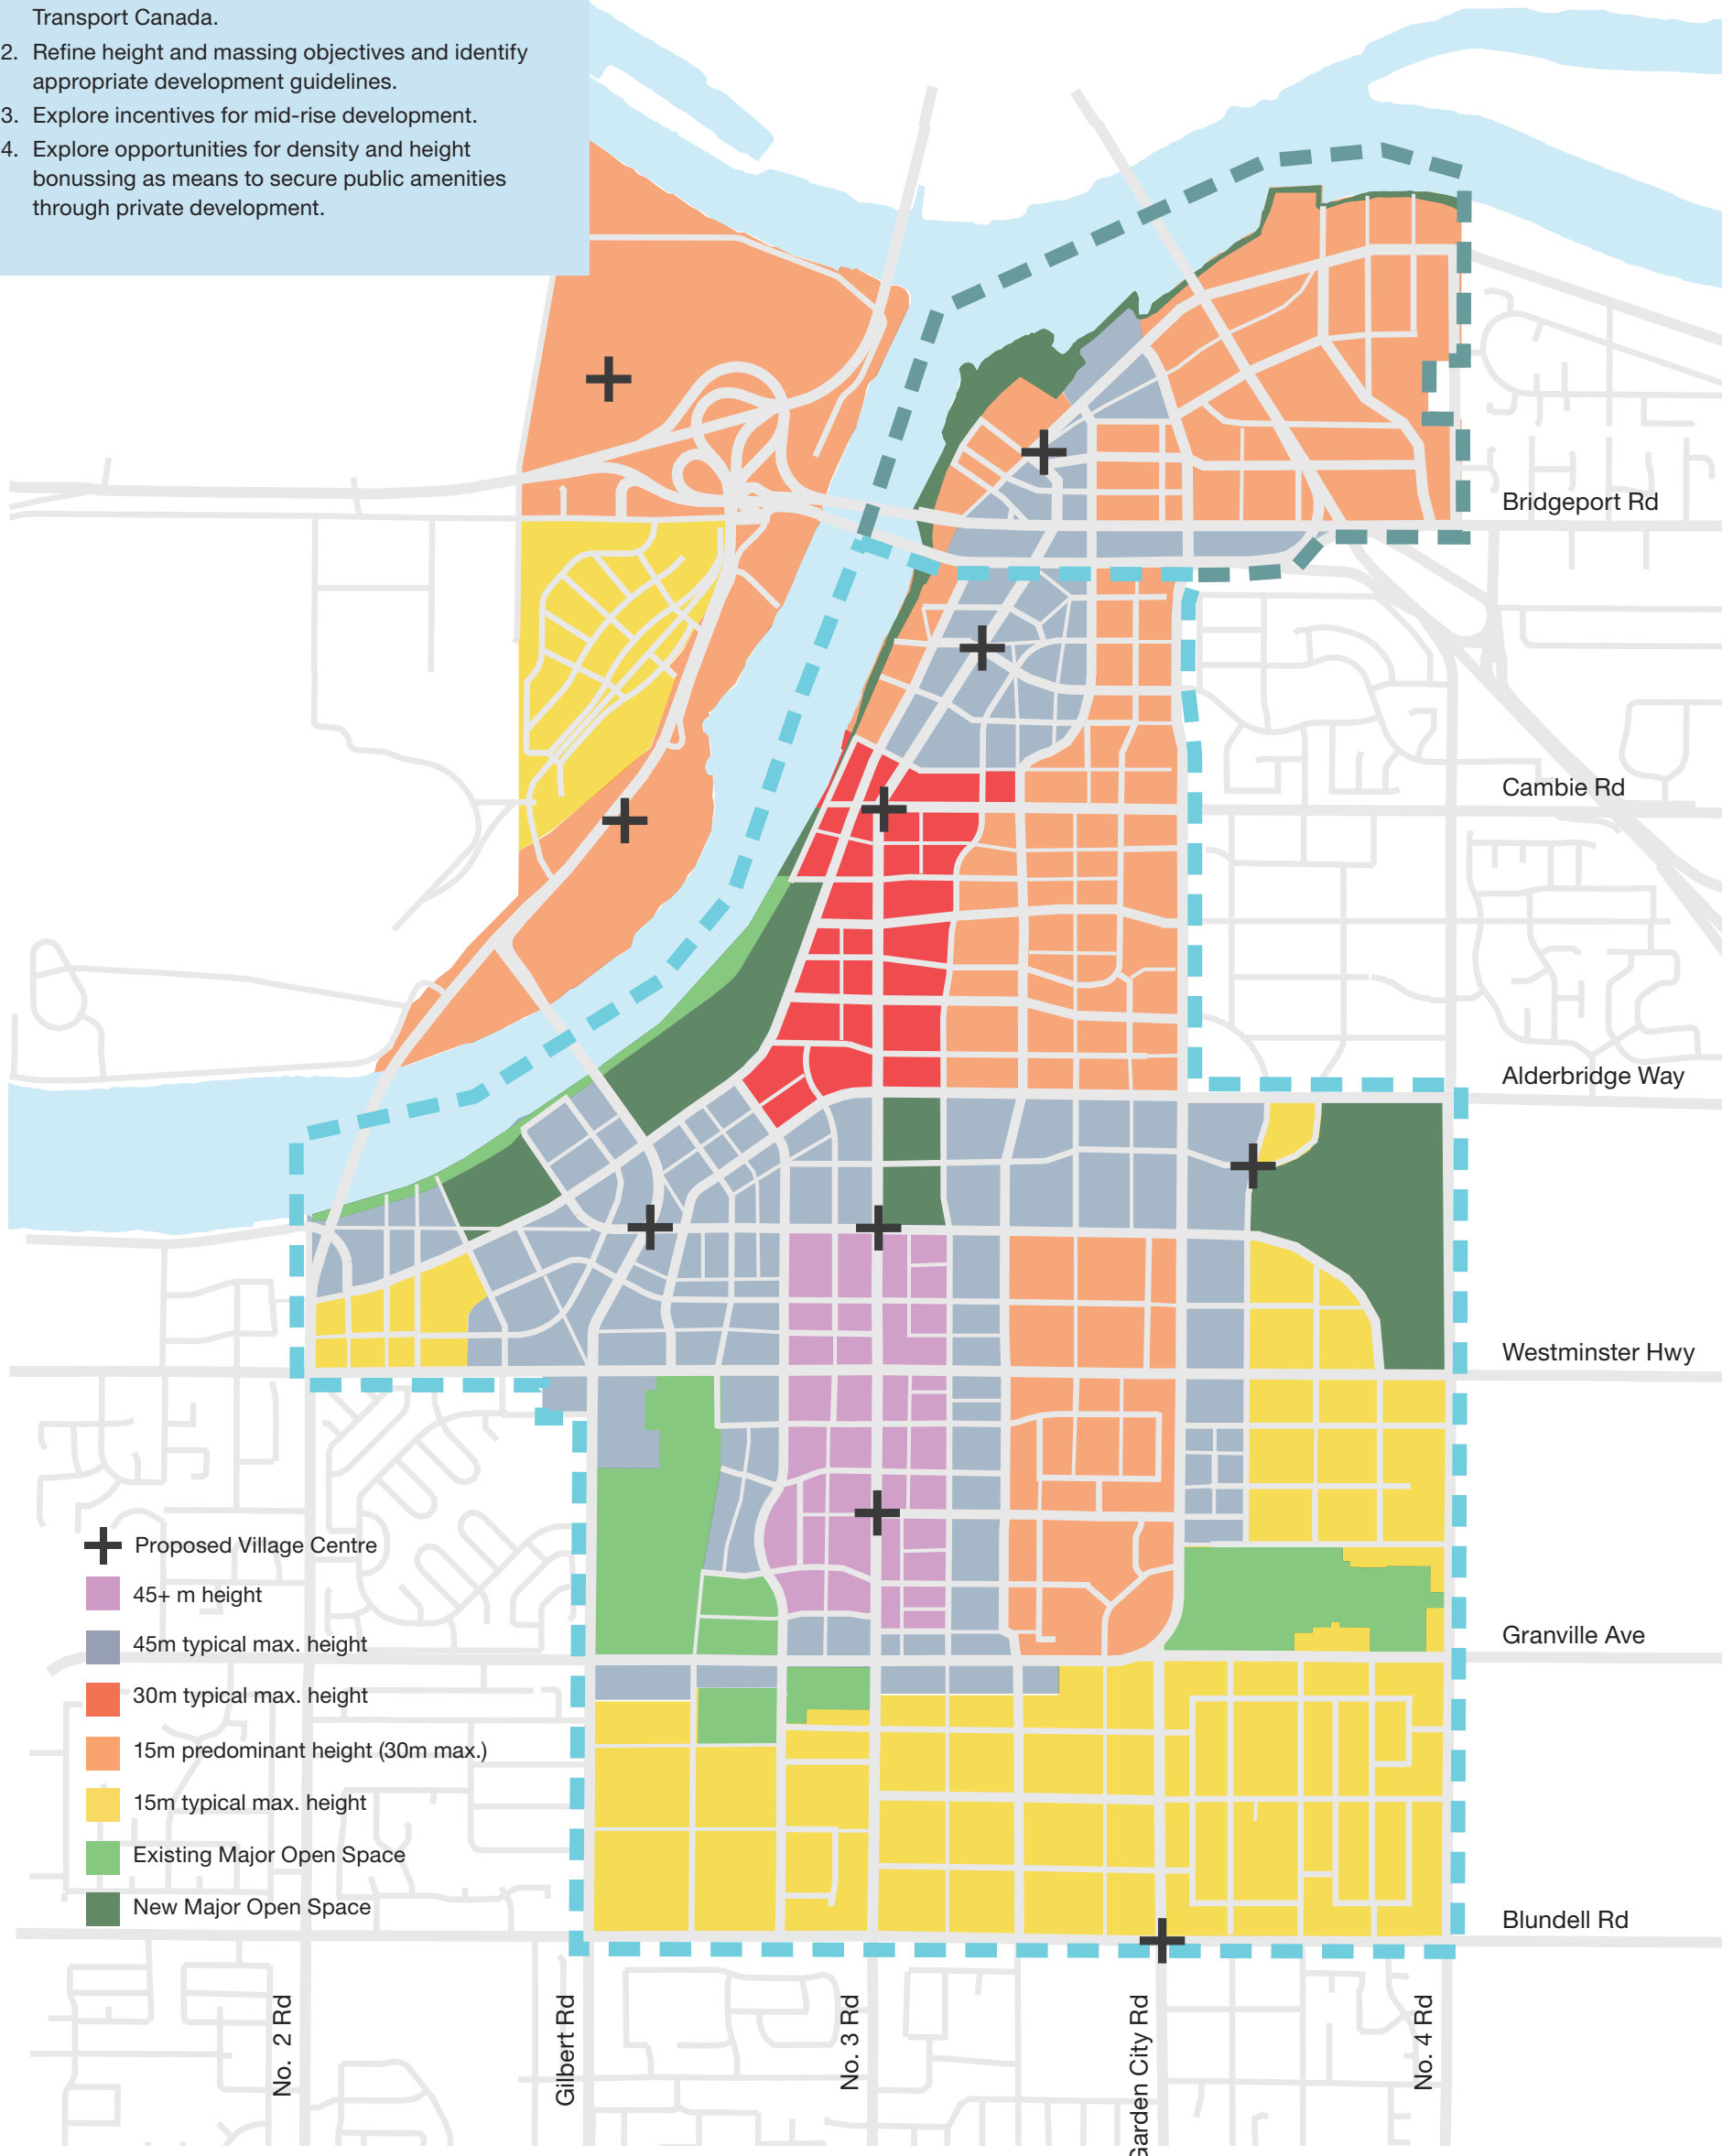 Transport Canada.
2. Refine height and massing objectives and identify
appropriate development guidelines.
3. Explore incentives for mid-rise development.
4. Explore opportunities for density and height
bonussing as means to secure public amenities
through private development.
Bridgeport Rd
Cambie Rd
Alderbridge Way
Westminster Hwy
Granville Ave
Blundell Rd
Proposed Village Centre
45+ m height
45m typical max. height
30m typical max. height
15m predominant height (30m max.)
15m typical max. height
Existing Major Open Space
New Major Open Space
No. 2 Rd
Gilbert Rd
No. 3 Rd
Garden City Rd
No. 4 Rd